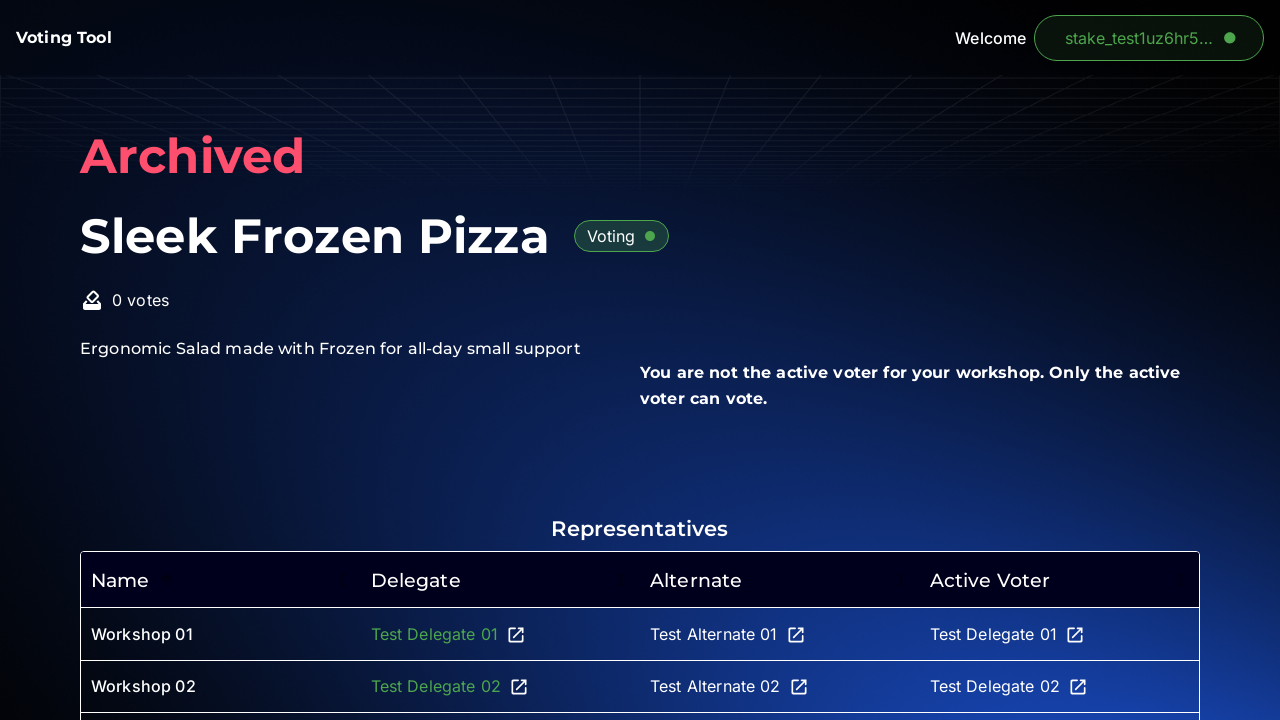 Voting Tool
Welcome
stake_test1uz6hr5...
Archived
Sleek Frozen Pizza
Voting
0 votes
Ergonomic Salad made with Frozen for all-day small support
You are not the active voter for your workshop. Only the active
voter can vote.
Representatives
Name Delegate Alternate Active Voter
Workshop 01 Test Delegate 01 Test Alternate 01 Test Delegate 01
Workshop 02 Test Delegate 02 Test Alternate 02 Test Delegate 02